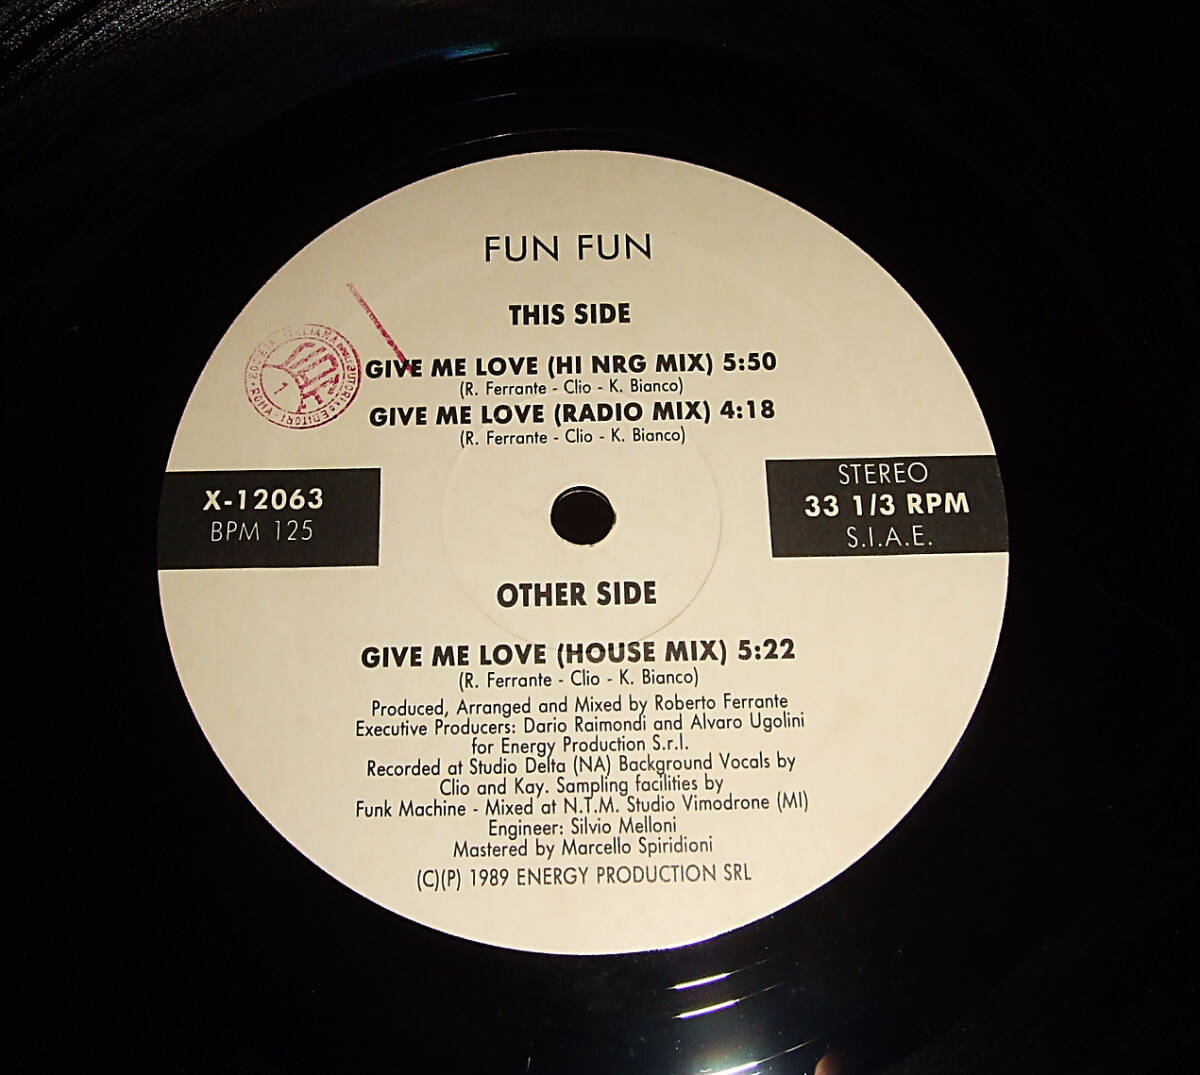 FUN FUN
THIS SIDE
GIVE ME LOVE (HI NRG MIX) 5:50
(R. Ferrante - Clio - K. Bianco)
GIVE ME LOVE (RADIO MIX) 4:18
(R. Ferrante - Clio - K. Bianco)
X-12063
BPM 125
STEREO
33 1/3 RPM
S.I.A.E.
OTHER SIDE
GIVE ME LOVE (HOUSE MIX) 5:22
(R. Ferrante - Clio - K. Bianco)
Produced, Arranged and Mixed by Roberto Ferrante
Executive Producers: Dario Raimondi and Alvaro Ugolini
for Energy Production S.r.l.
Recorded at Studio Delta (NA) Background Vocals by
Clio and Kay. Sampling facilities by
Funk Machine - Mixed at N.T.M. Studio Vimodrone (MI)
Engineer: Silvio Melloni
Mastered by Marcello Spiridioni
(C)(P) 1989 ENERGY PRODUCTION SRL